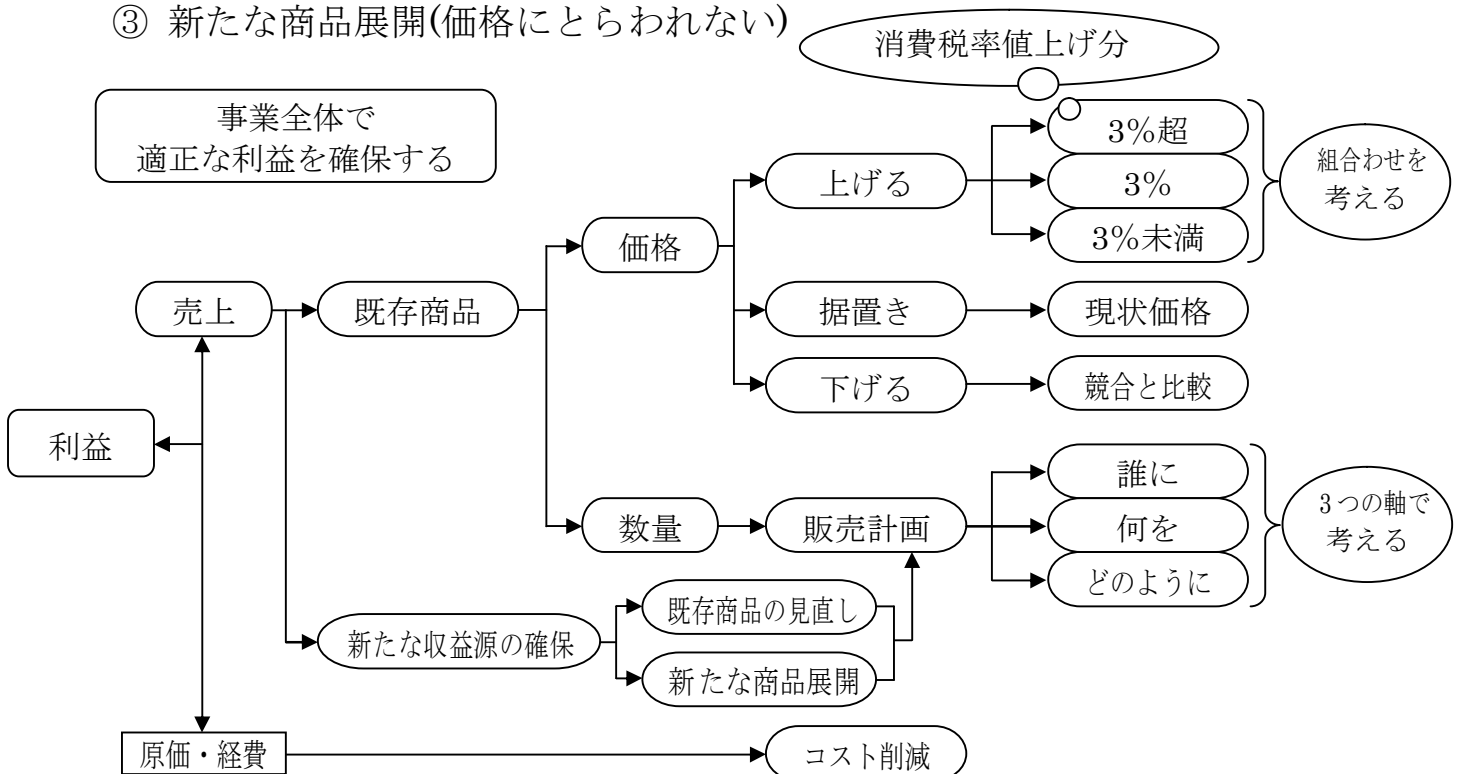 ③ 新たな商品展開(価格にとらわれない)
消費税率値上げ分
事業全体で
適正な利益を確保する
3%超
上げる
3%
組合わせを
考える
価格
3%未満
売上
既存商品
据置き
現状価格
下げる
競合と比較
利益
誰に
数量
販売計画
何を
3つの軸で
考える
どのように
既存商品の見直し
新たな収益源の確保
新たな商品展開
原価・経費
コスト削減